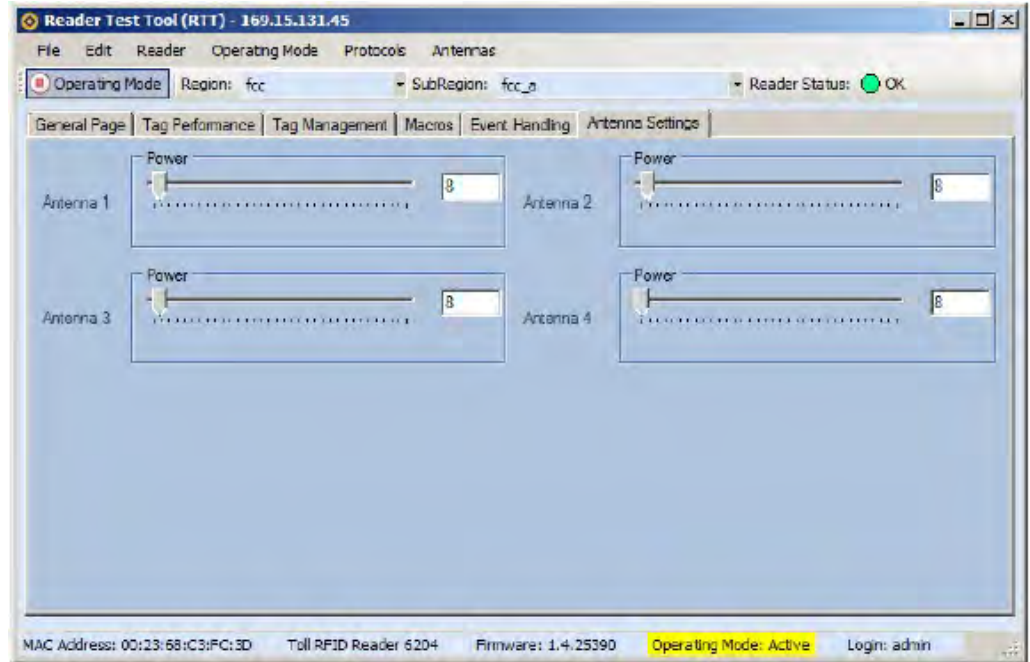 Reader Test Tool (RTT) - 169.15.131.45
File Edit Reader Operating Mode Protocols Antennas
Operating Mode Region: fcc SubRegion: fcc_a Reader Status: OK
General Page Tag Performance Tag Management Macros Event Handling Antenna Settings
Power Power
Antenna 1 8 Antenna 2 8
Power Power
Antenna 3 8 Antenna 4 8
MAC Address: 00:23:68:C3:FC:3D Toll RFID Reader 6204 Firmware: 1.4.25390 Operating Mode: Active Login: admin